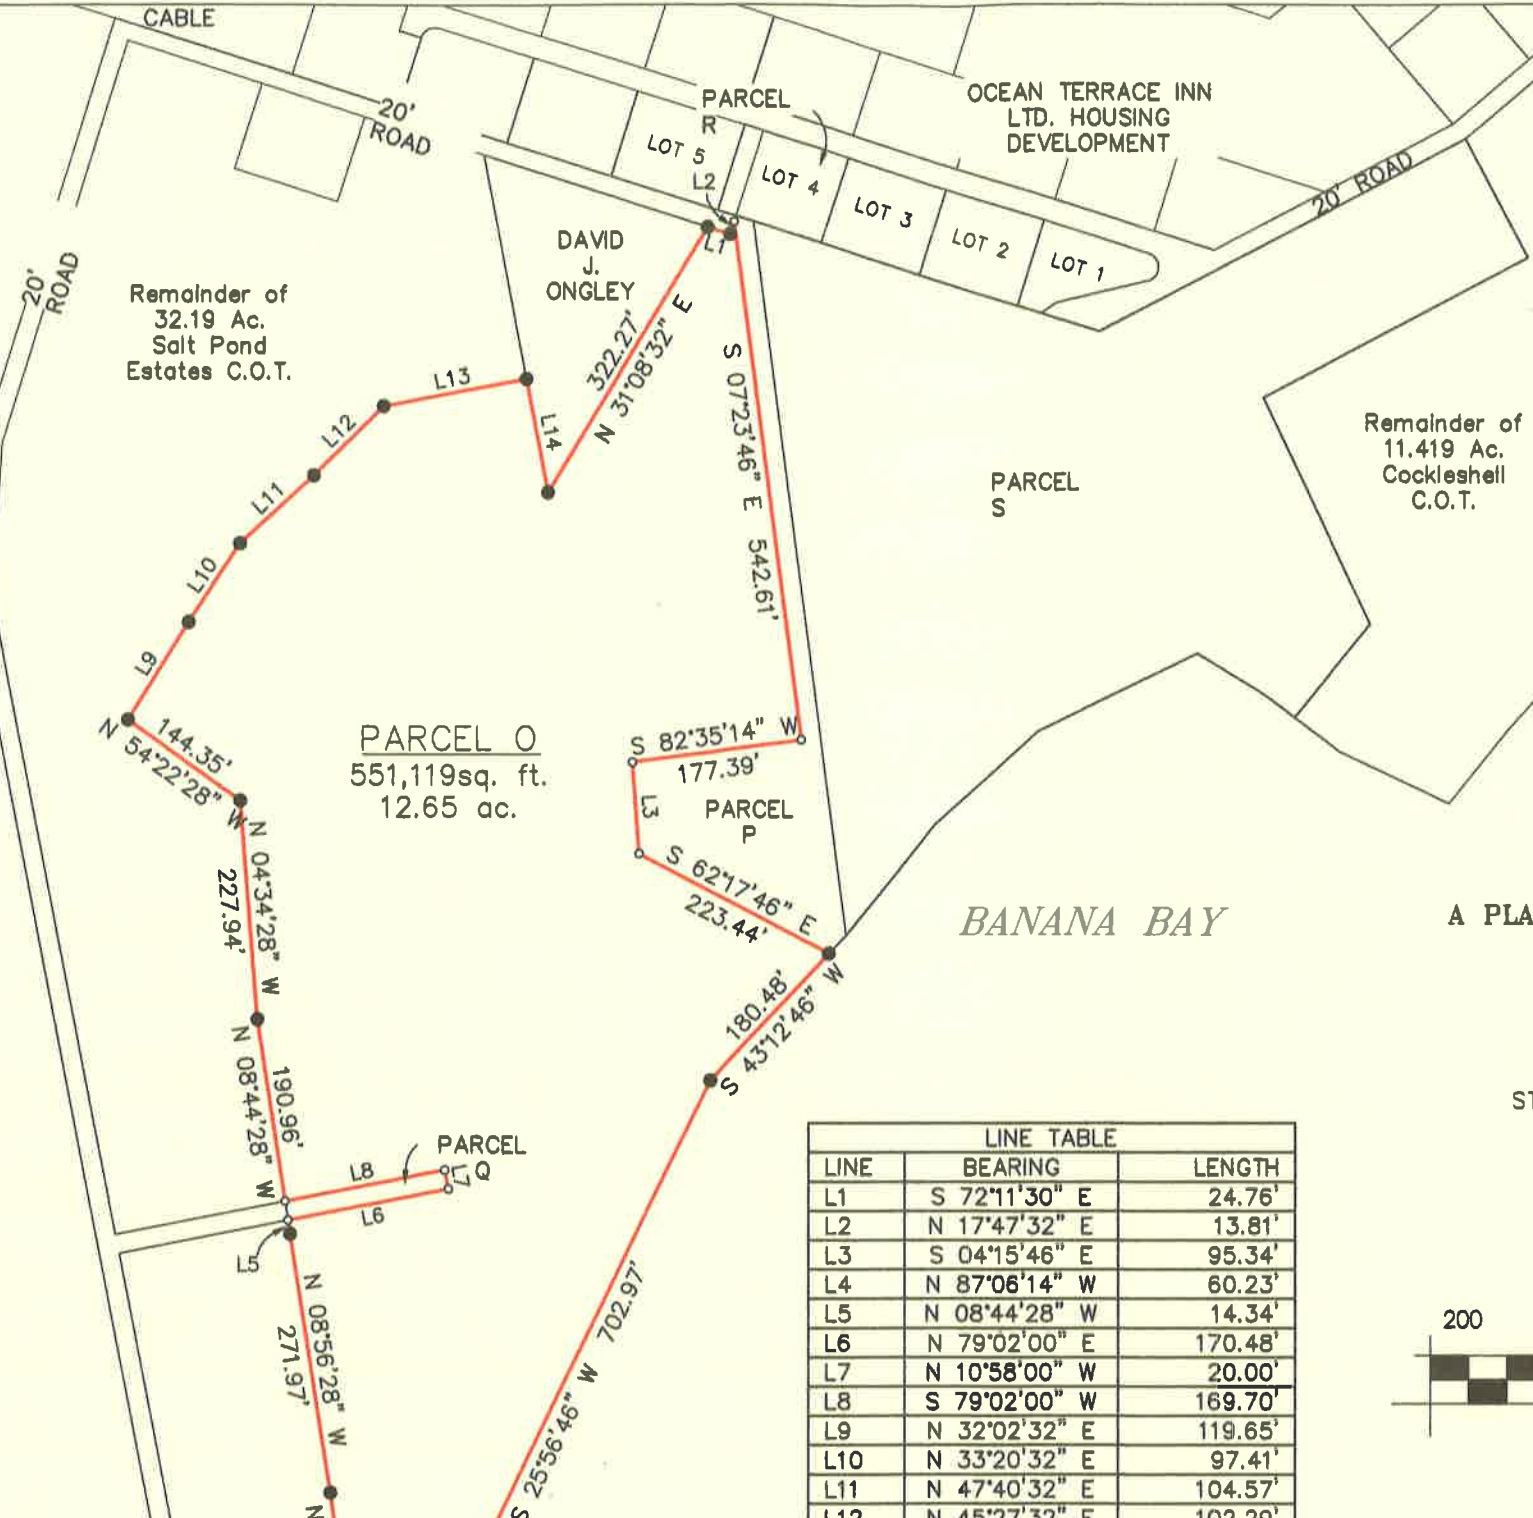 CABLE
20'
ROAD
PARCEL
R
OCEAN TERRACE INN
LTD. HOUSING
DEVELOPMENT
LOT 5
L2
LOT 4
LOT 3
LOT 2
LOT 1
20' ROAD
L1
DAVID
J.
ONGLEY
20'
ROAD
Remainder of
32.19 Ac.
Salt Pond
Estates C.O.T.
322.27'
N 31°08'32" E
S 07°23'46" E 542.61'
L13
L14
L12
L11
L10
L9
PARCEL
S
Remainder of
11.419 Ac.
Cockleshell
C.O.T.
144.35'
N 54°22'28" W
PARCEL O
551,119sq. ft.
12.65 ac.
S 82°35'14" W
177.39'
L3
PARCEL
P
S 62°17'46" E
223.44'
N 04°34'28" W
227.94'
BANANA BAY
A PLA
180.48'
S 43°12'46" W
190.96'
N 08°44'28" W
ST
PARCEL
Q
L8
L7
L6
L5
N 08°56'28" W
271.97'
S 25°56'46" W 702.97'
N
LINE TABLE
LINE BEARING LENGTH
L1 S 72°11'30" E 24.76'
L2 N 17°47'32" E 13.81'
L3 S 04°15'46" E 95.34'
L4 N 87°06'14" W 60.23'
L5 N 08°44'28" W 14.34'
L6 N 79°02'00" E 170.48'
L7 N 10°58'00" W 20.00'
L8 S 79°02'00" W 169.70'
L9 N 32°02'32" E 119.65'
L10 N 33°20'32" E 97.41'
L11 N 47°40'32" E 104.57'
L12 N 45°27'32" E 102.29'
200